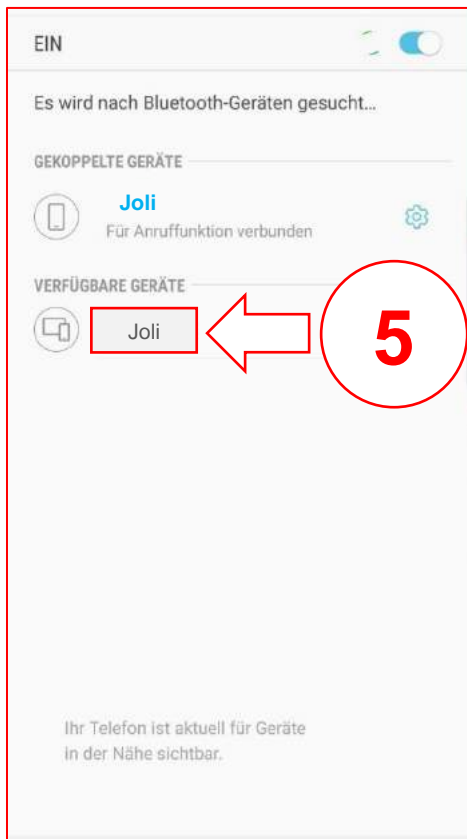 EIN
Es wird nach Bluetooth-Geräten gesucht...
GEKOPPELTE GERÄTE
Joli
Für Anruffunktion verbunden
VERFÜGBARE GERÄTE
Joli
5
Ihr Telefon ist aktuell für Geräte
in der Nähe sichtbar.